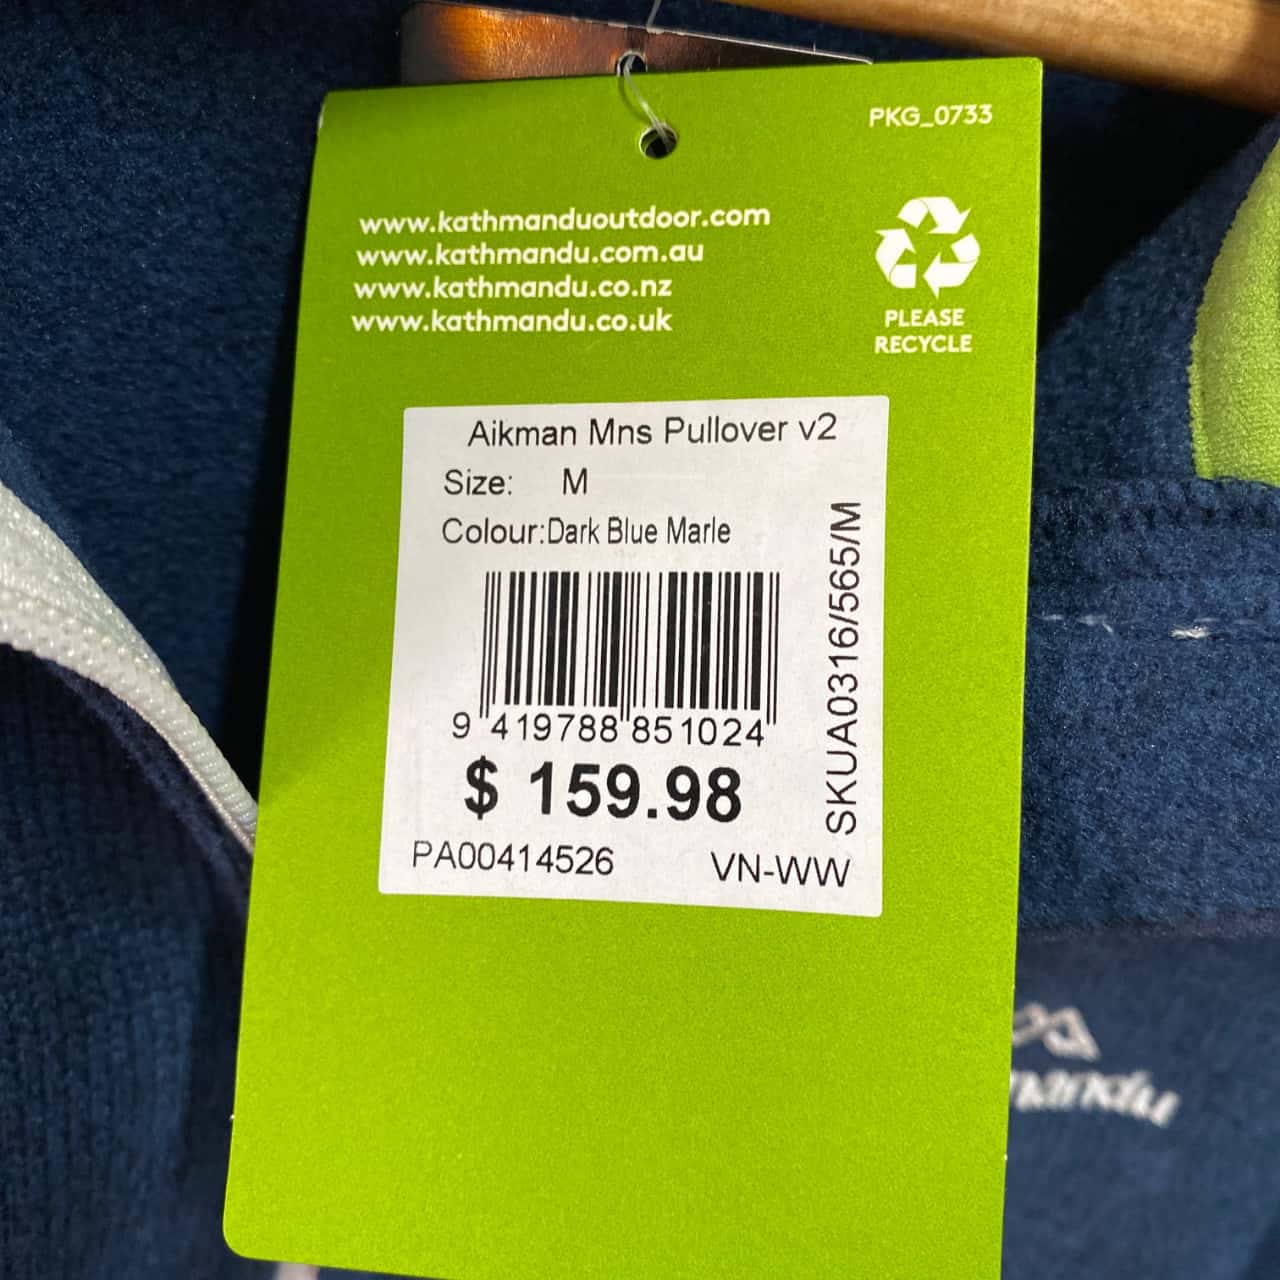 PKG_0733
www.kathmanduoutdoor.com
www.kathmandu.com.au
www.kathmandu.co.nz
www.kathmandu.co.uk
PLEASE
RECYCLE
Aikman Mns Pullover v2
Size: M
Colour:Dark Blue Marle
9 419788 851024
$ 159.98
PA00414526 VN-WW
SKUA0316/565/M
mandu